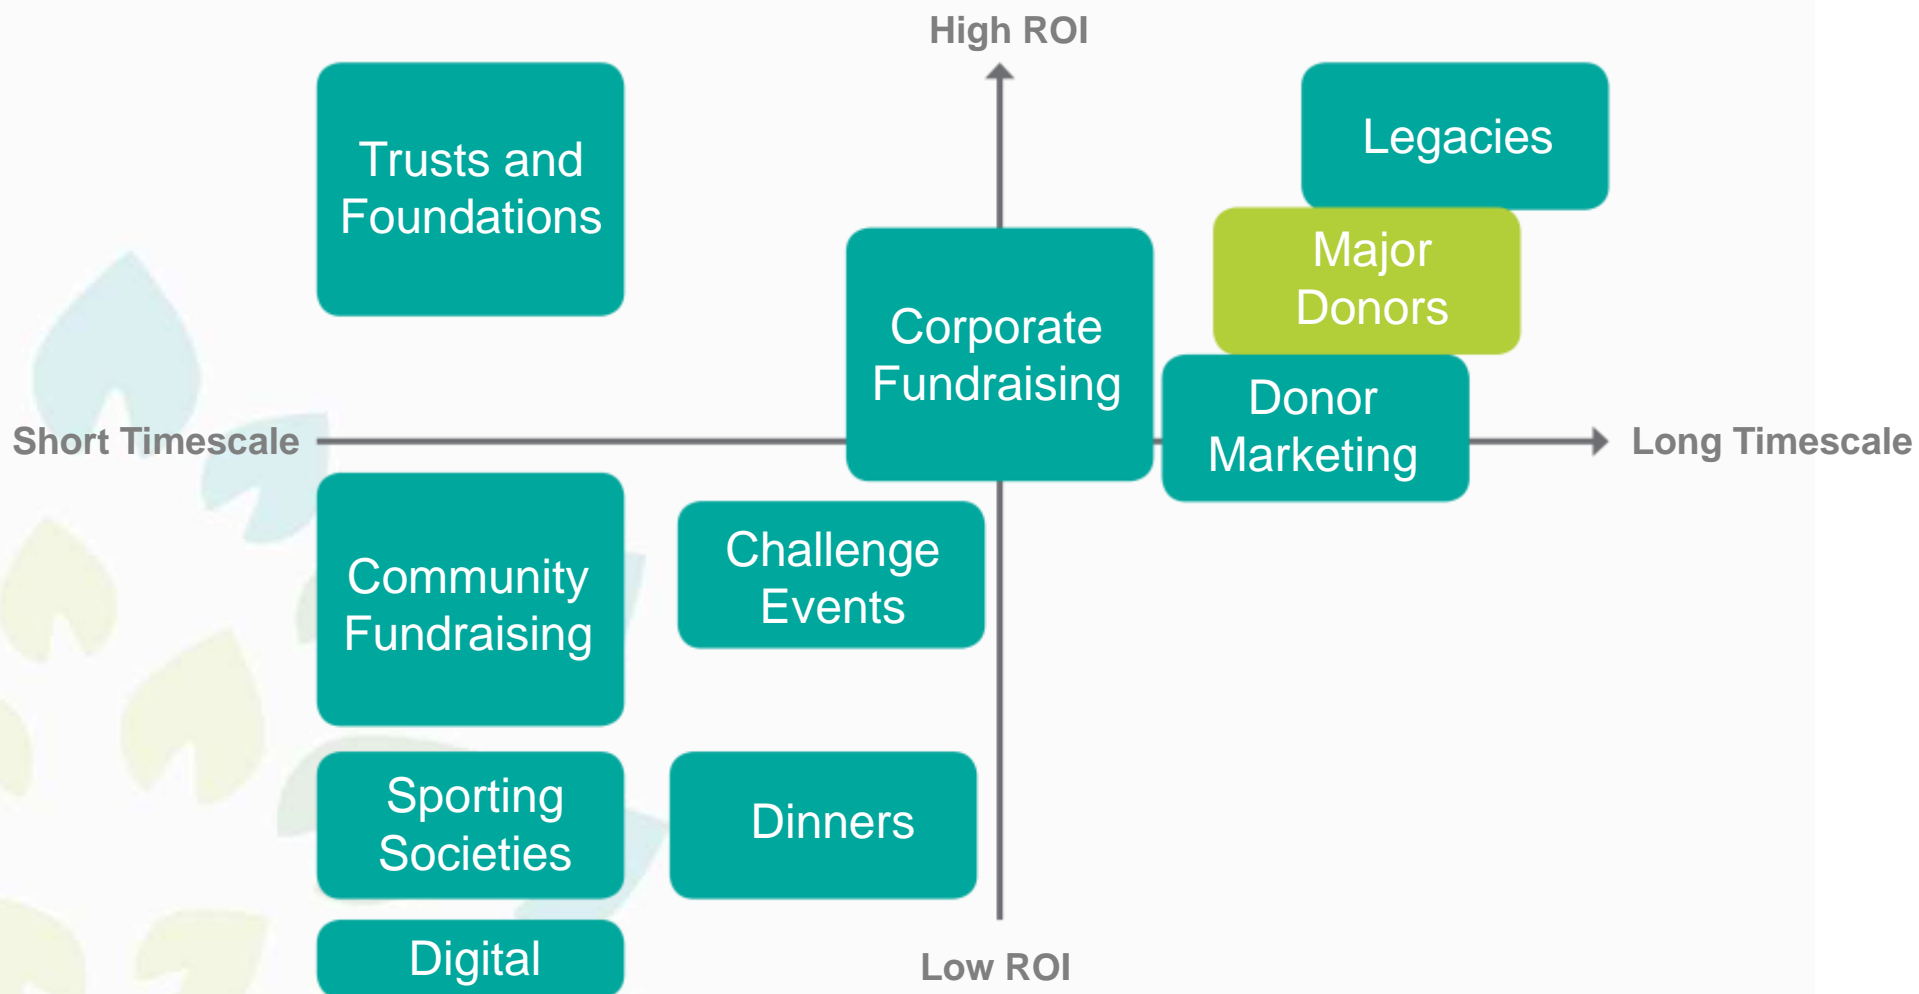 High ROI
Trusts and
Foundations
Legacies
Major
Donors
Corporate
Fundraising
Donor
Marketing
Short Timescale
Long Timescale
Community
Fundraising
Challenge
Events
Sporting
Societies
Dinners
Digital
Low ROI